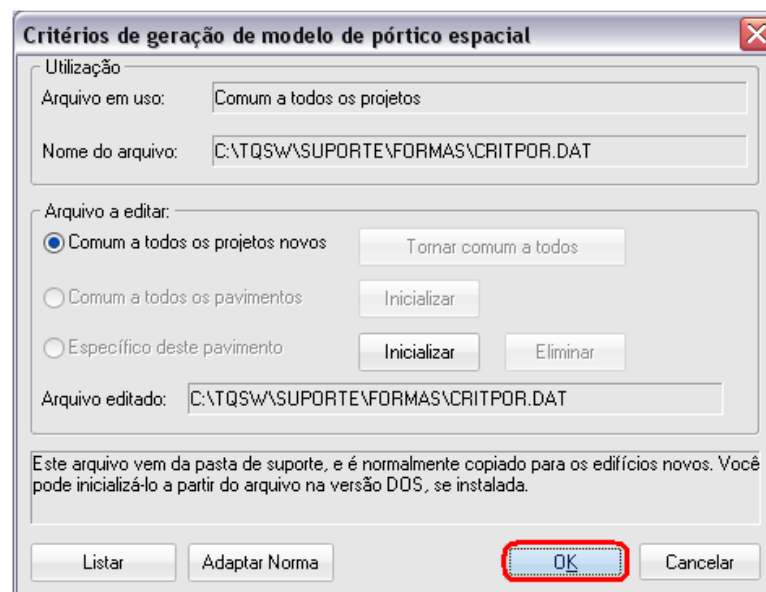 Critérios de geração de modelo de pórtico espacial
Utilização
Arquivo em uso: Comum a todos os projetos
Nome do arquivo: C:\TQSW\SUPORTE\FORMAS\CRITPOR.DAT
Arquivo a editar:
Comum a todos os projetos novos Tornar comum a todos
Comum a todos os pavimentos Inicializar
Específico deste pavimento Inicializar Eliminar
Arquivo editado: C:\TQSW\SUPORTE\FORMAS\CRITPOR.DAT
Este arquivo vem da pasta de suporte, e é normalmente copiado para os edifícios novos. Você
pode inicializá-lo a partir do arquivo na versão DOS, se instalada.
Listar Adaptar Norma OK Cancelar